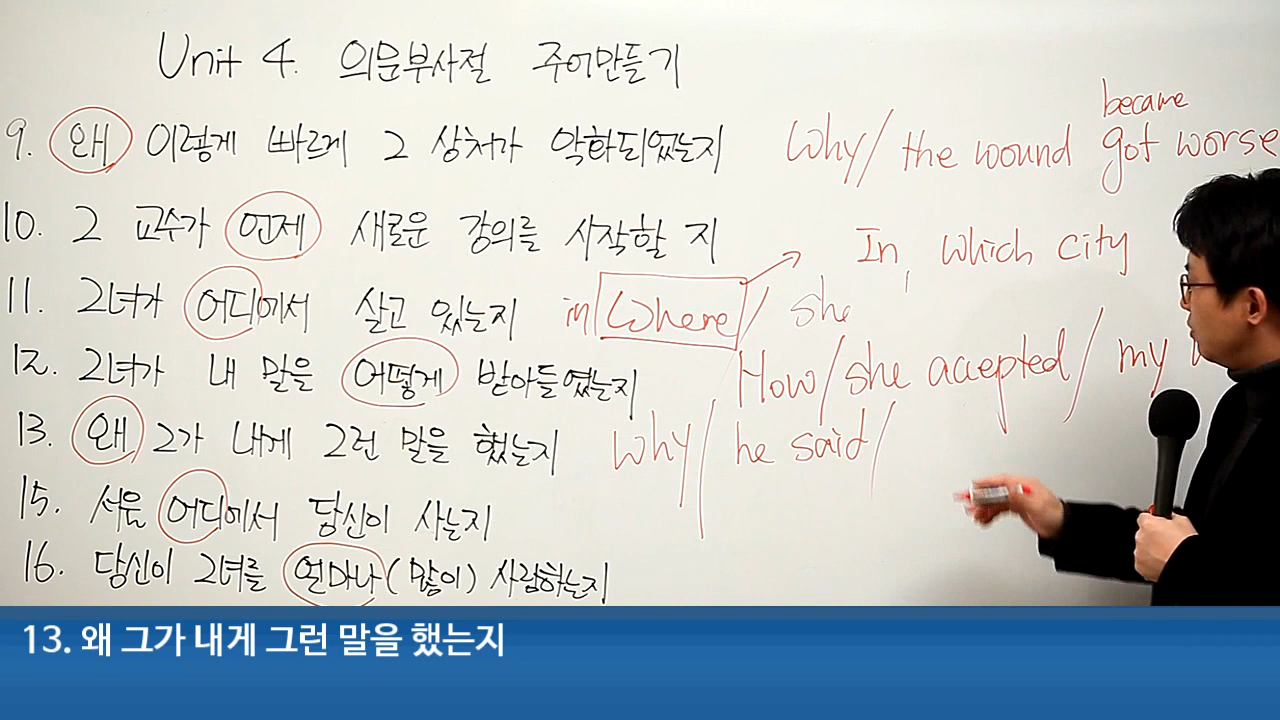 Unit 4. 의문부사절 주어만들기
became
9. 왜 이렇게 빠르게 그 상처가 악화되었는지 Why / the wound got worse
10. 그 교수가 언제 새로운 강의를 시작할 지 In which city
11. 그녀가 어디에서 살고 있는지 in Where / she
12. 그녀가 내 말을 어떻게 받아들였는지 How / she accepted / my
13. 왜 그가 내게 그런 말을 했는지 Why / he said /
15. 서울 어디에서 당신이 사는지
16. 당신이 그녀를 얼마나 (많이) 사랑하는지
13. 왜 그가 내게 그런 말을 했는지